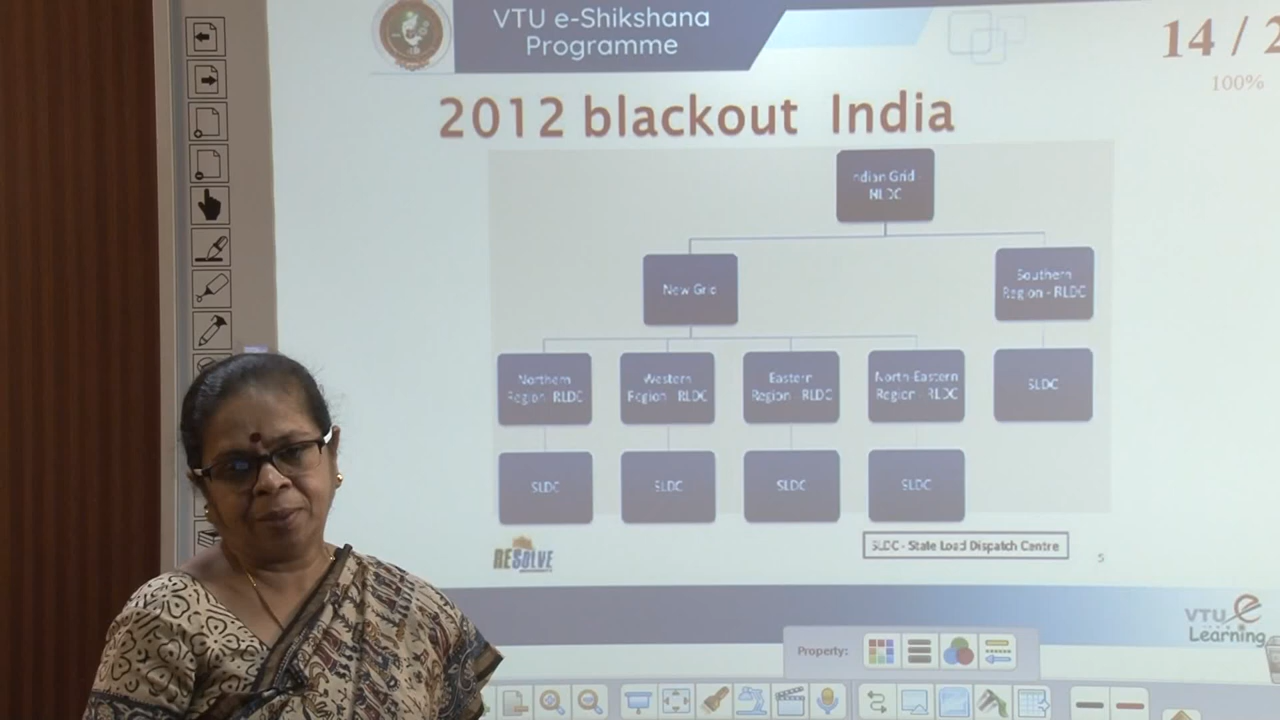 VTU e-Shikshana
Programme
14 / 2
100%
2012 blackout India
Indian Grid -
NLDC
New Grid
Southern
Region - RLDC
Northern
Region - RLDC
Western
Region - RLDC
Eastern
Region - RLDC
North-Eastern
Region - RLDC
SLDC
SLDC
SLDC
SLDC
SLDC
RESOLVE
SLDC - State Load Dispatch Centre
5
VTU e
Learning
Property: